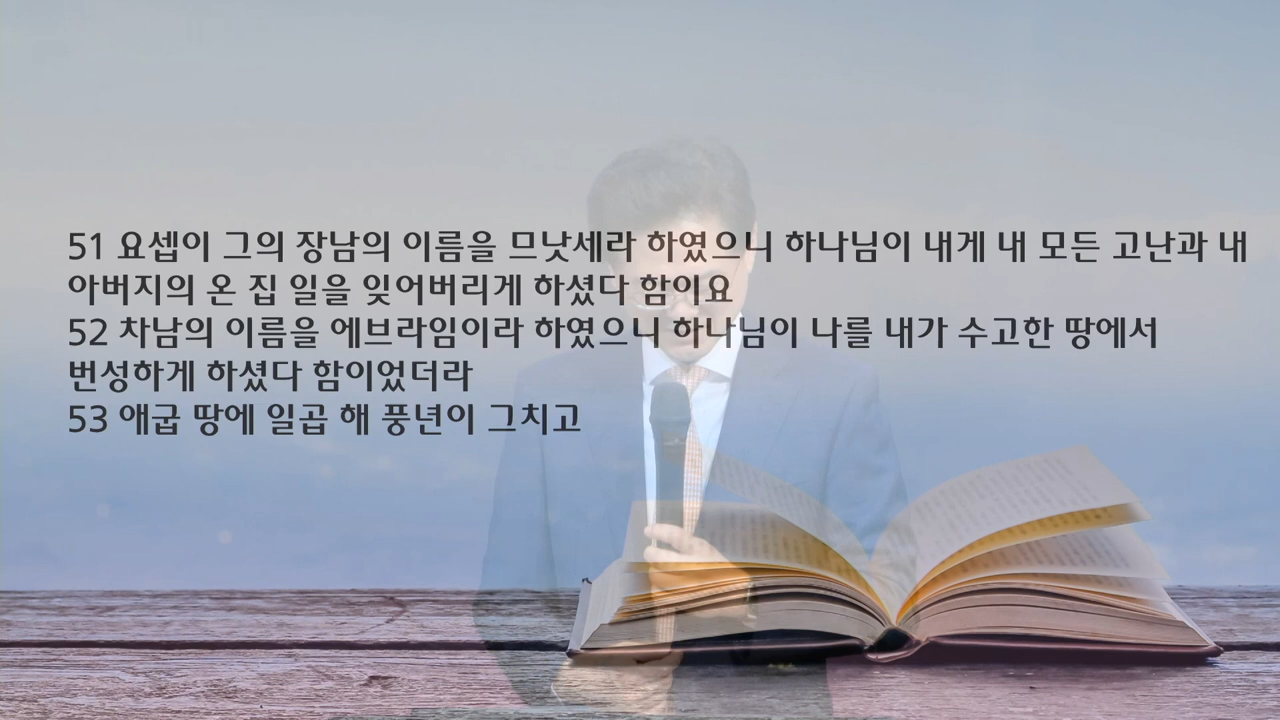 51 요셉이 그의 장남의 이름을 므낫세라 하였으니 하나님이 내게 내 모든 고난과 내
아버지의 온 집 일을 잊어버리게 하셨다 함이요
52 차남의 이름을 에브라임이라 하였으니 하나님이 나를 내가 수고한 땅에서
번성하게 하셨다 함이었더라
53 애굽 땅에 일곱 해 풍년이 그치고